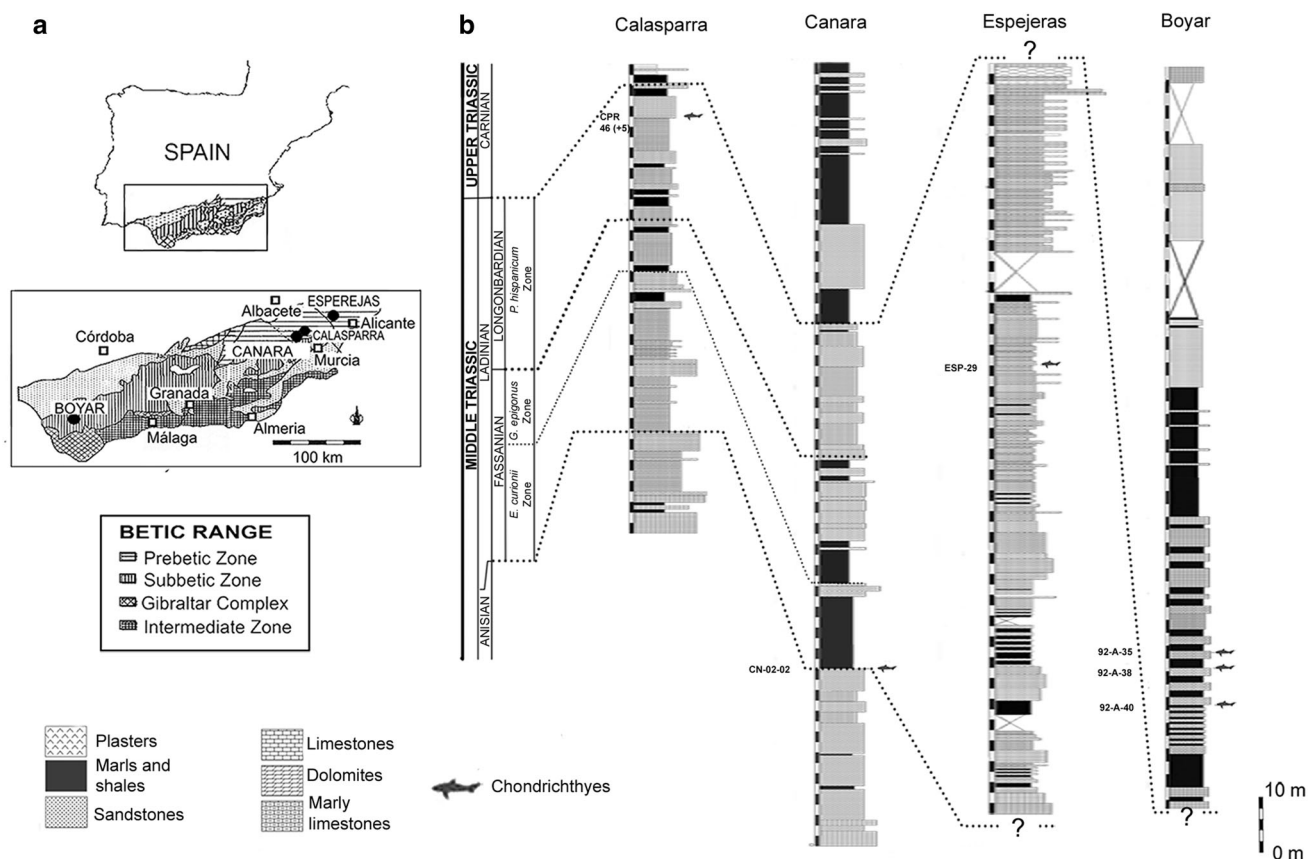 a
SPAIN
Albacete
ESPEREJAS
Alicante
Córdoba
CALASPARRA
CANARA
Murcia
Granada
BOYAR
Málaga
Almeria
100 km
BETIC RANGE
Prebetic Zone
Subbetic Zone
Gibraltar Complex
Intermediate Zone
Plasters
Marls and
shales
Sandstones
Limestones
Dolomites
Marly
limestones
Chondrichthyes
b
Calasparra
Canara
Espejeras
Boyar
UPPER TRIASSIC
CARNIAN
MIDDLE TRIASSIC
LADINIAN
LONGONBARDIAN
P. hispanicum
Zone
FASSANIAN
G. epigonus
Zone
E. curionii
Zone
ANISIAN
CPR
46 (+5)
CN-02-02
?
ESP-29
?
92-A-35
92-A-38
92-A-40
?
10 m
0 m